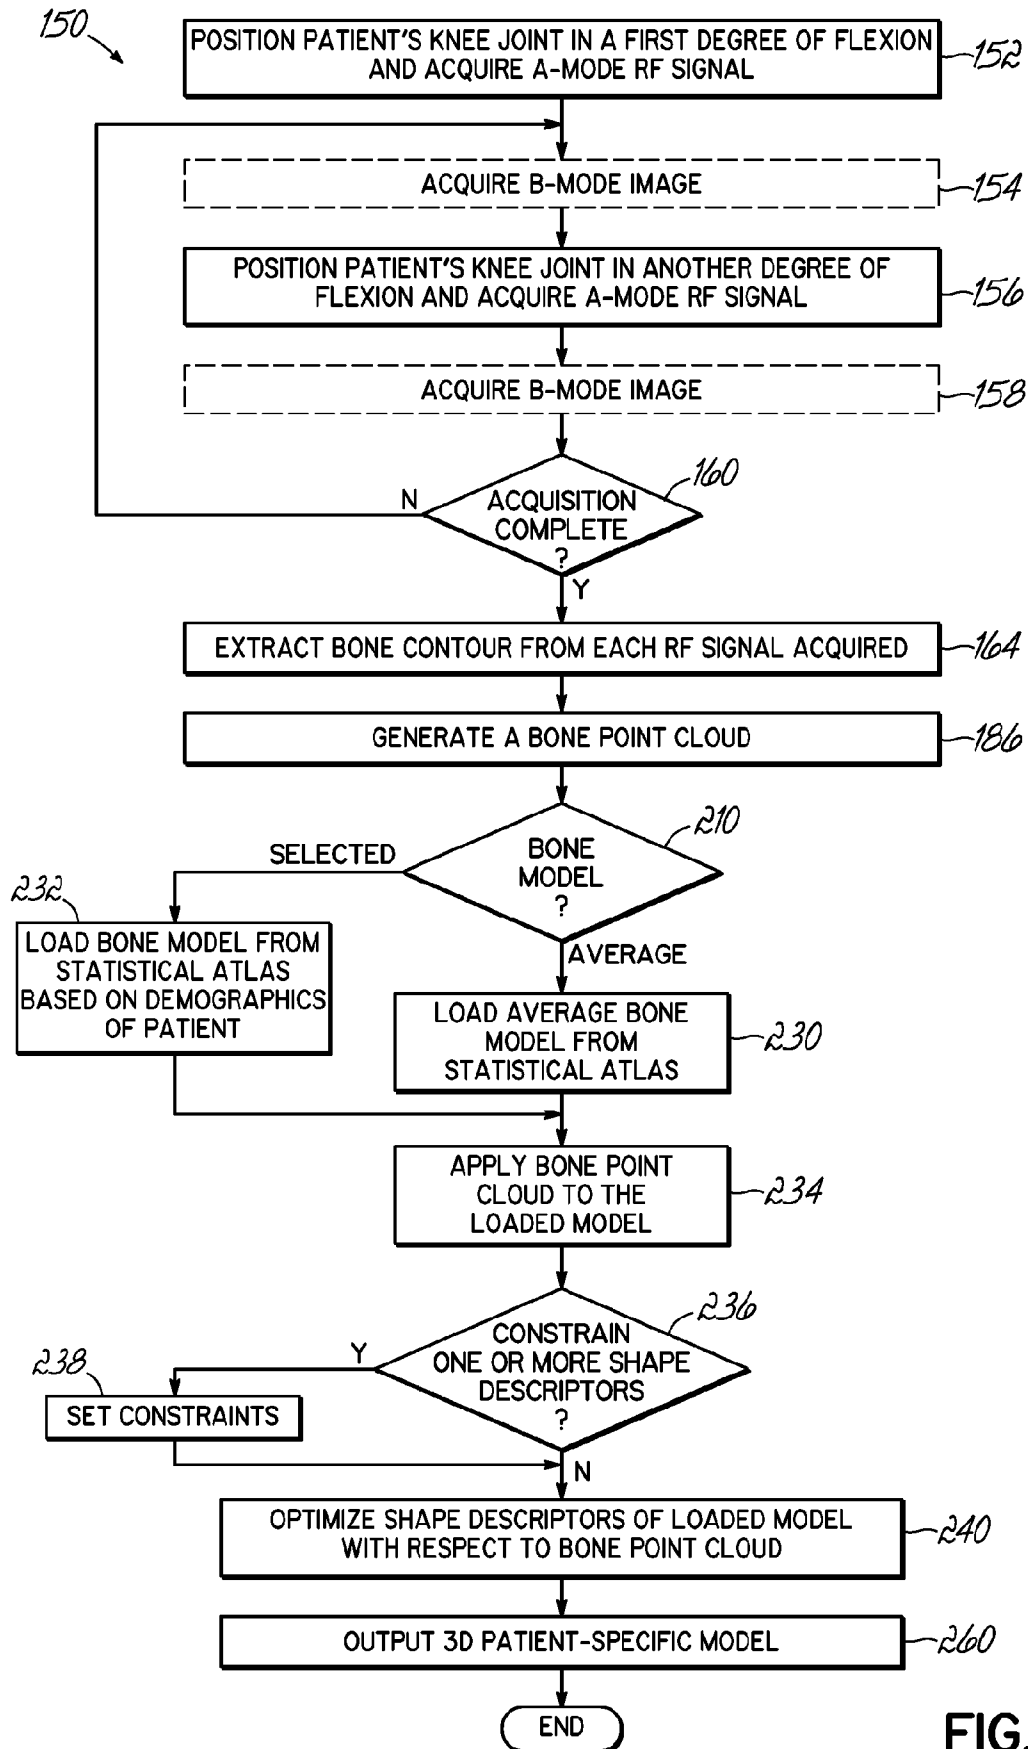 150
POSITION PATIENT'S KNEE JOINT IN A FIRST DEGREE OF FLEXION
AND ACQUIRE A-MODE RF SIGNAL
152
ACQUIRE B-MODE IMAGE
154
POSITION PATIENT'S KNEE JOINT IN ANOTHER DEGREE OF
FLEXION AND ACQUIRE A-MODE RF SIGNAL
156
ACQUIRE B-MODE IMAGE
158
160
N
ACQUISITION
COMPLETE
?
Y
EXTRACT BONE CONTOUR FROM EACH RF SIGNAL ACQUIRED
164
GENERATE A BONE POINT CLOUD
186
210
SELECTED
BONE
MODEL
?
AVERAGE
232
LOAD BONE MODEL FROM
STATISTICAL ATLAS
BASED ON DEMOGRAPHICS
OF PATIENT
LOAD AVERAGE BONE
MODEL FROM
STATISTICAL ATLAS
230
APPLY BONE POINT
CLOUD TO THE
LOADED MODEL
234
236
Y
CONSTRAIN
ONE OR MORE SHAPE
DESCRIPTORS
?
238
SET CONSTRAINTS
N
OPTIMIZE SHAPE DESCRIPTORS OF LOADED MODEL
WITH RESPECT TO BONE POINT CLOUD
240
OUTPUT 3D PATIENT-SPECIFIC MODEL
260
END
FIG.